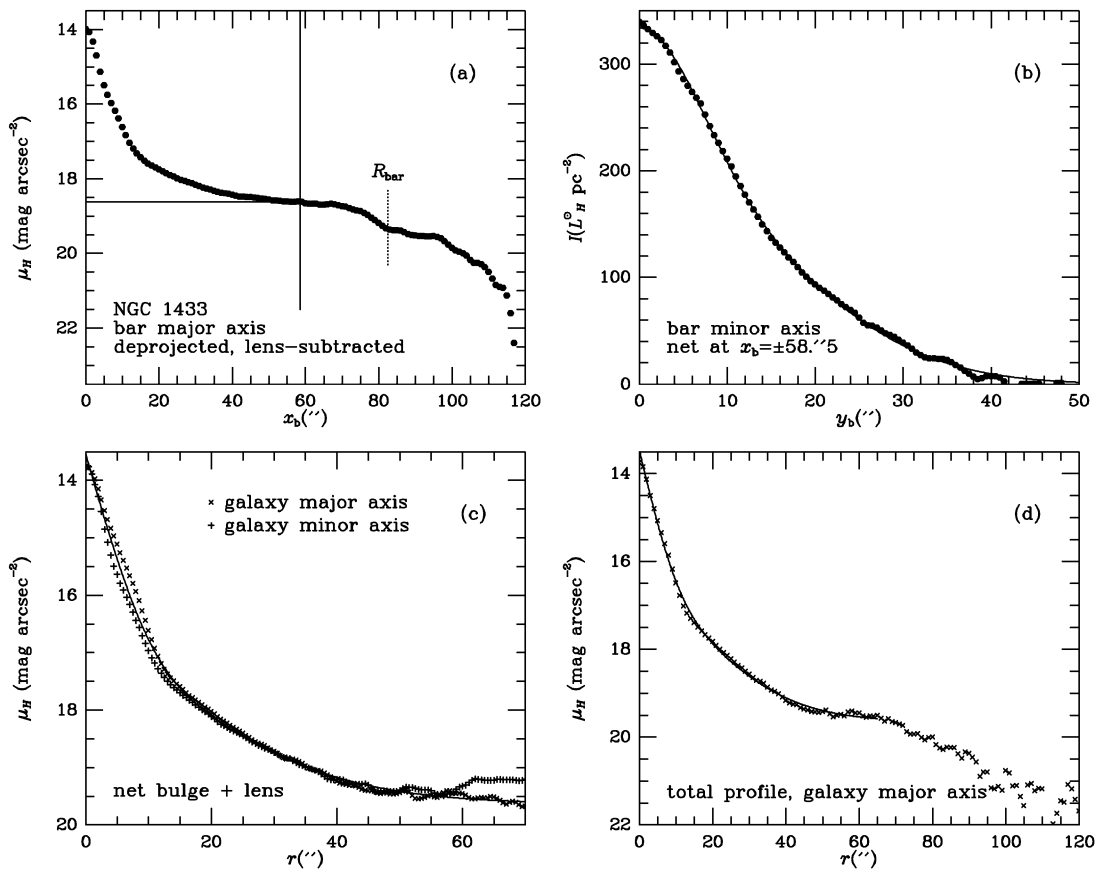 14
16
18
20
22
μH (mag arcsec−2)
(a)
Rbar
NGC 1433
bar major axis
deprojected, lens−subtracted
0 20 40 60 80 100 120
xb(′′)
300
200
100
0
I(L⊙H pc−2)
(b)
bar minor axis
net at xb=±58.′′5
0 10 20 30 40 50
yb(′′)
14
16
18
20
μH (mag arcsec−2)
× galaxy major axis
+ galaxy minor axis
(c)
net bulge + lens
0 20 40 60
r(′′)
14
16
18
20
22
μH (mag arcsec−2)
(d)
total profile, galaxy major axis
0 20 40 60 80 100 120
r(′′)